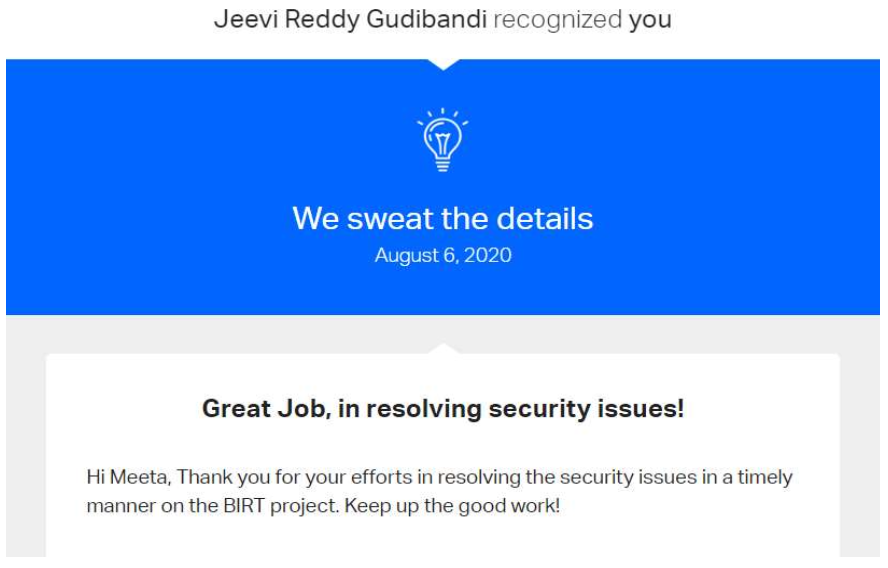 Jeevi Reddy Gudibandi recognized you
We sweat the details
August 6, 2020
Great Job, in resolving security issues!
Hi Meeta, Thank you for your efforts in resolving the security issues in a timely
manner on the BIRT project. Keep up the good work!